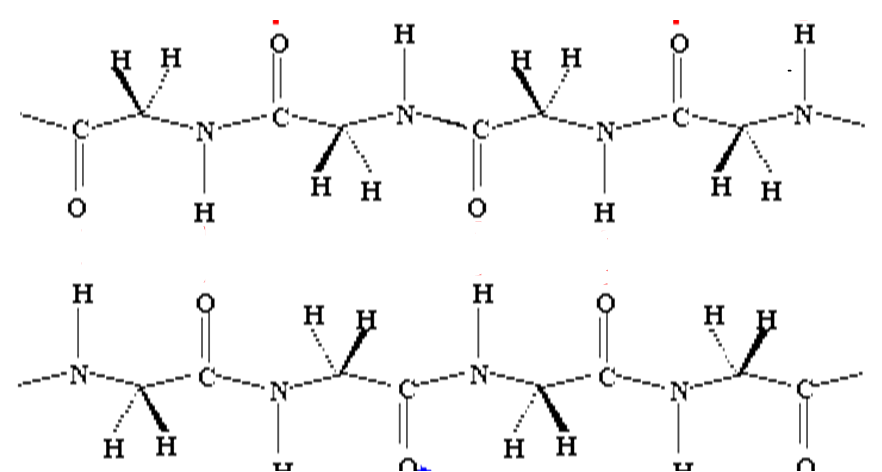 H H O H H H O H
C N C N C N C N
O H H H O H H H
H O H H H O H H
N C N C N C N C
H H H O H H H O